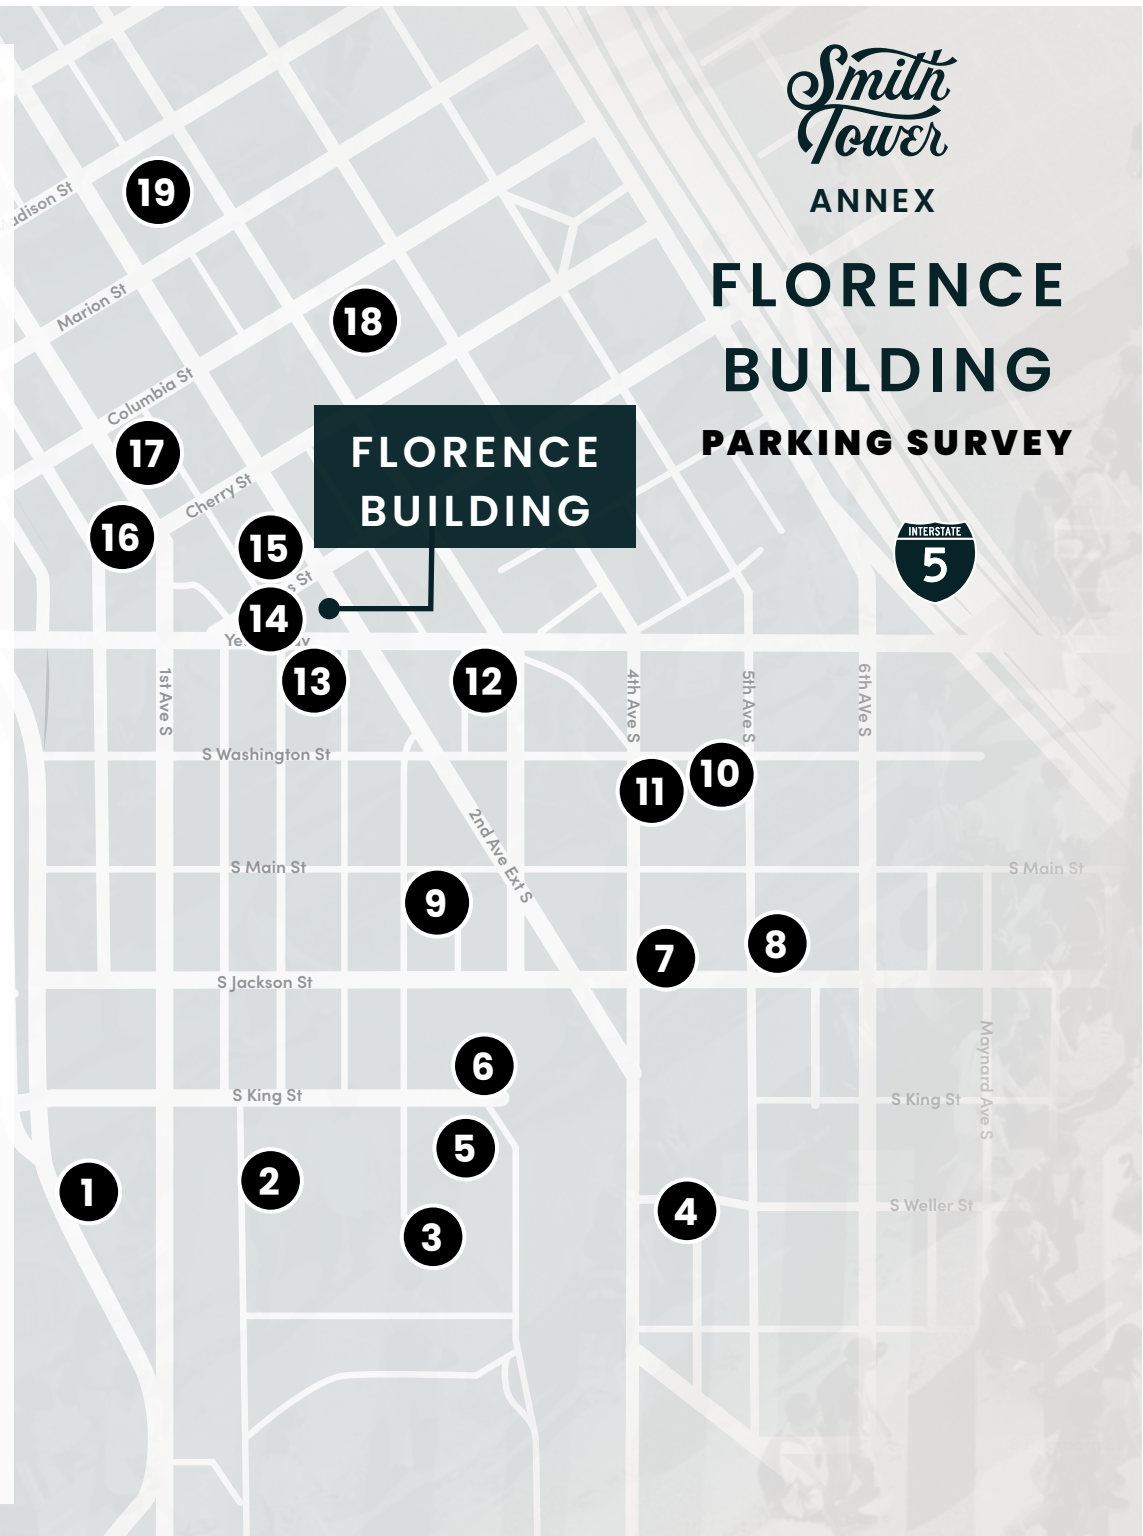 Smith
Tower
ANNEX
FLORENCE
BUILDING
PARKING SURVEY
INTERSTATE
5
FLORENCE
BUILDING
19
Marion St
18
Columbia St
17
Cherry St
16
15
14
13
12
1st Ave S
4th Ave S
5th Ave S
6th AVe S
S Washington St
11
10
2nd Ave Ext S
S Main St
S Main St
9
7
8
S Jackson St
Maynard Ave S
6
S King St
S King St
5
1
2
3
4
S Weller St